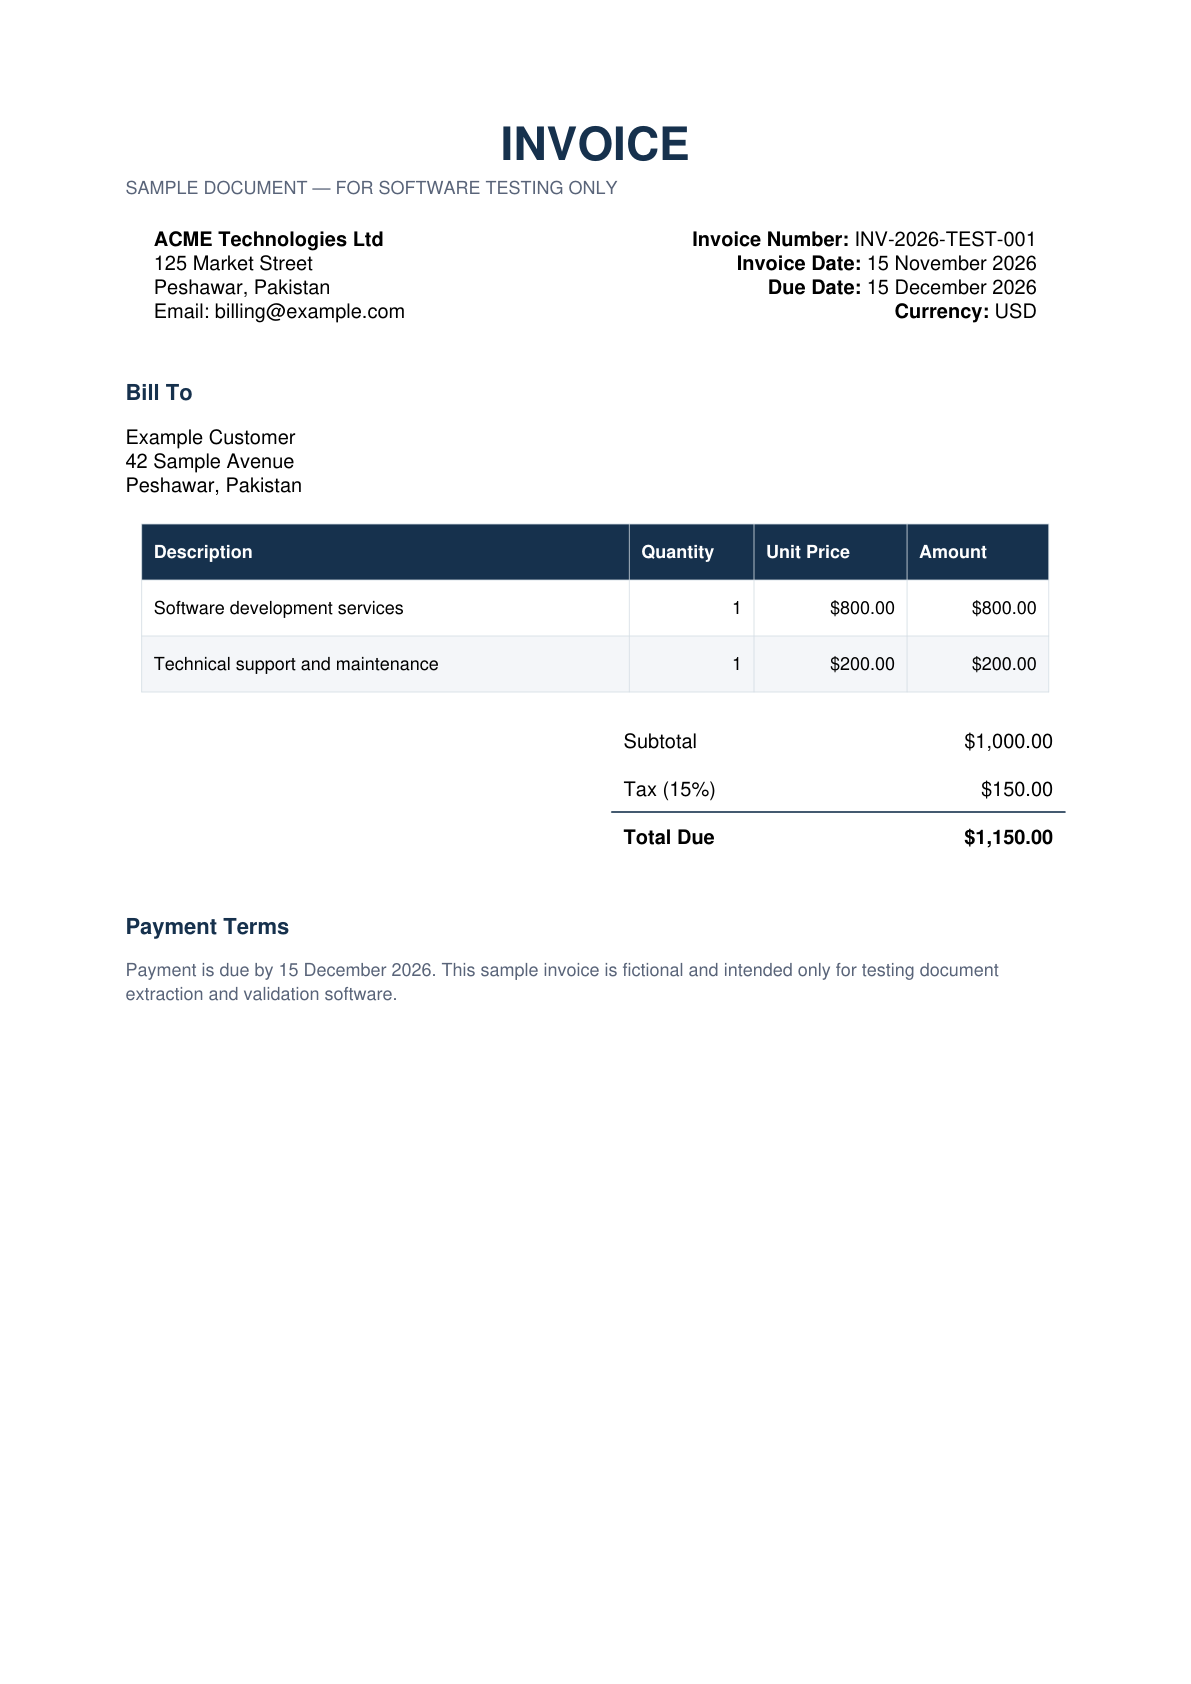 INVOICE
SAMPLE DOCUMENT — FOR SOFTWARE TESTING ONLY
ACME Technologies Ltd
125 Market Street
Peshawar, Pakistan
Email: billing@example.com
Invoice Number: INV-2026-TEST-001
Invoice Date: 15 November 2026
Due Date: 15 December 2026
Currency: USD
Bill To
Example Customer
42 Sample Avenue
Peshawar, Pakistan
Description Quantity Unit Price Amount
Software development services 1 $800.00 $800.00
Technical support and maintenance 1 $200.00 $200.00
Subtotal $1,000.00
Tax (15%) $150.00
Total Due $1,150.00
Payment Terms
Payment is due by 15 December 2026. This sample invoice is fictional and intended only for testing document
extraction and validation software.